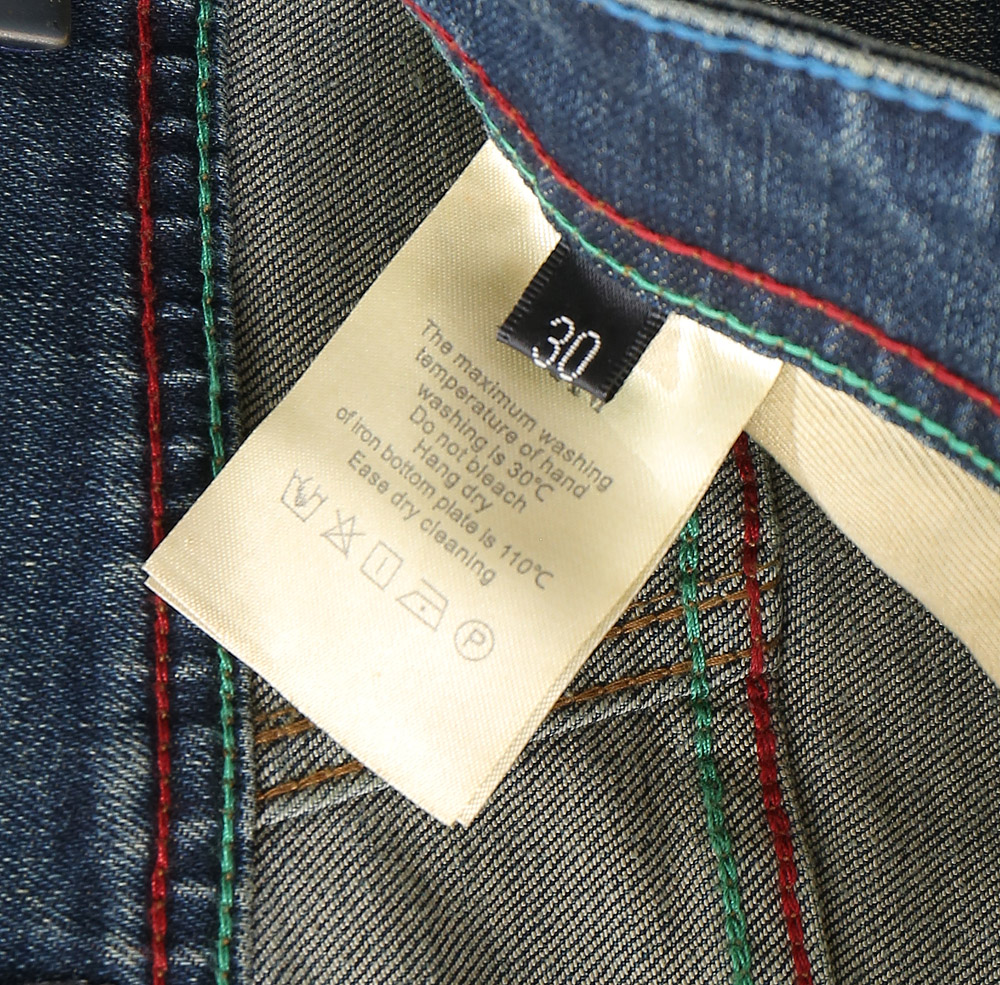 30
The maximum washing
temperature of hand
washing is 30℃
Do not bleach
Hang dry
of iron bottom plate is 110℃
Ease dry cleaning
P